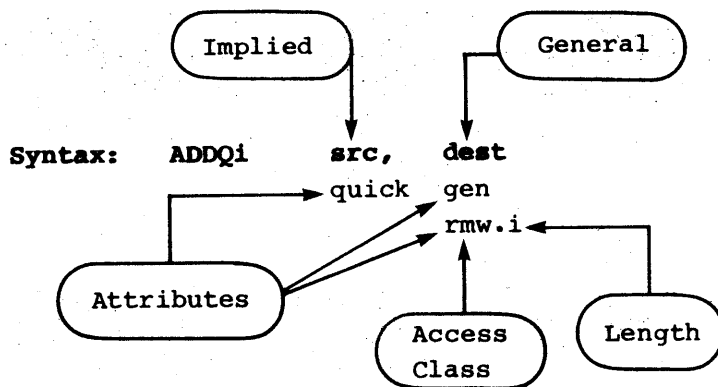 Implied General
Syntax: ADDQi src, dest
quick gen
rmw.i
Attributes
Access
Class
Length